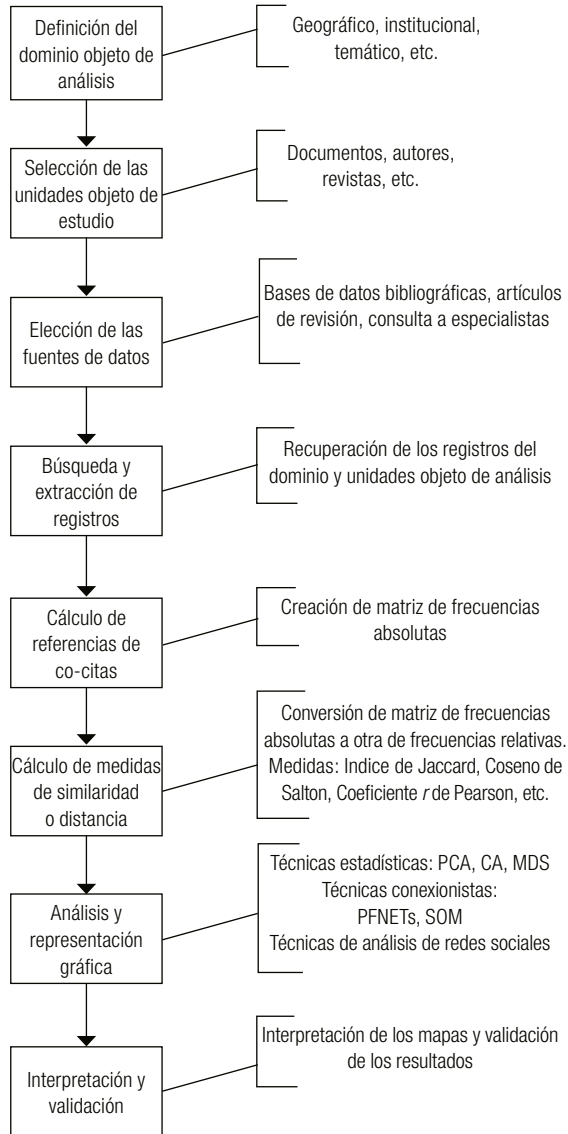 Definición del
dominio objeto de
análisis
Geográfico, institucional,
temático, etc.
Selección de las
unidades objeto de
estudio
Documentos, autores,
revistas, etc.
Elección de las
fuentes de datos
Bases de datos bibliográficas, artículos
de revisión, consulta a especialistas
Búsqueda y
extracción de
registros
Recuperación de los registros del
dominio y unidades objeto de análisis
Cálculo de
referencias de
co-citas
Creación de matriz de frecuencias
absolutas
Cálculo de medidas
de similaridad
o distancia
Conversión de matriz de frecuencias
absolutas a otra de frecuencias relativas.
Medidas: Indice de Jaccard, Coseno de
Salton, Coeficiente r de Pearson, etc.
Análisis y
representación
gráfica
Técnicas estadísticas: PCA, CA, MDS
Técnicas conexionistas:
PFNETs, SOM
Técnicas de análisis de redes sociales
Interpretación y
validación
Interpretación de los mapas y validación
de los resultados